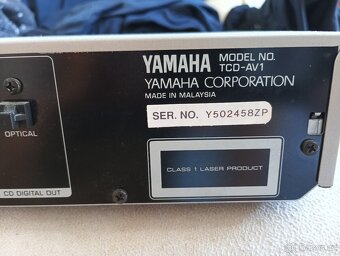 YAMAHA MODEL NO.
TCD-AV1
YAMAHA CORPORATION
MADE IN MALAYSIA
SER. NO. Y502458ZP
OPTICAL
CLASS 1 LASER PRODUCT
CD DIGITAL OUT